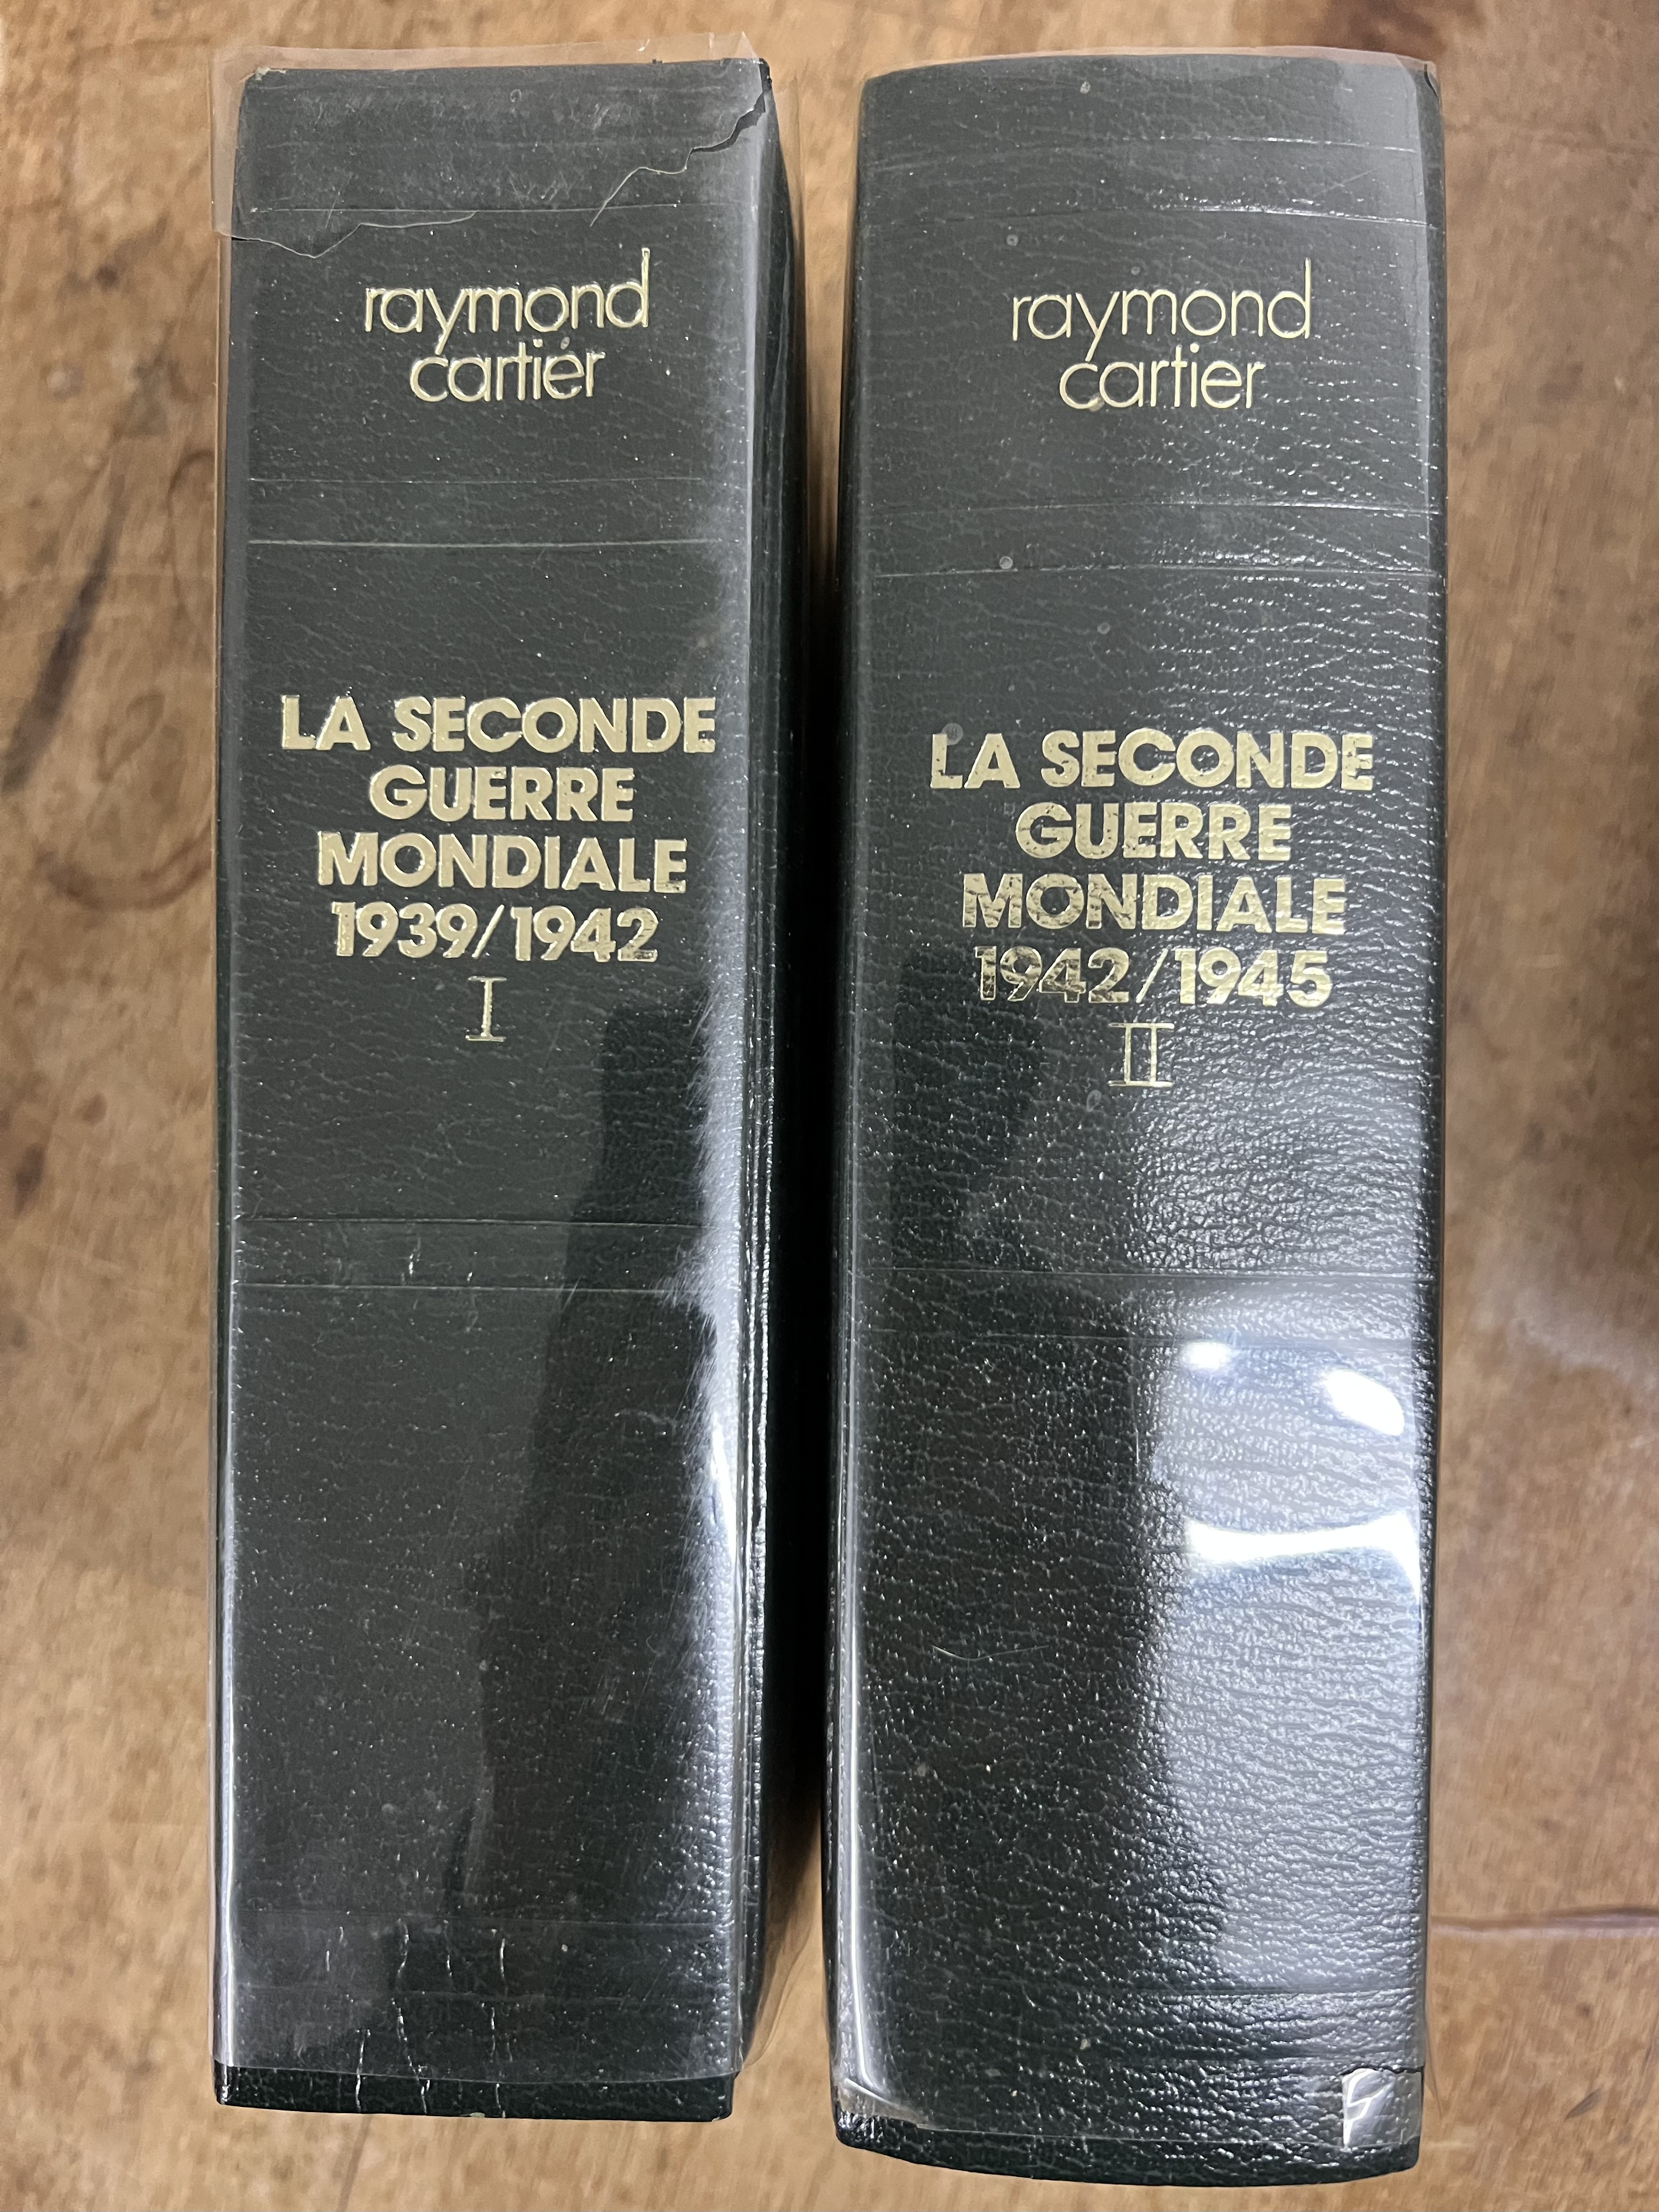 raymond
cartier
LA SECONDE
GUERRE
MONDIALE
1939/1942
I
raymond
cartier
LA SECONDE
GUERRE
MONDIALE
1942/1945
II